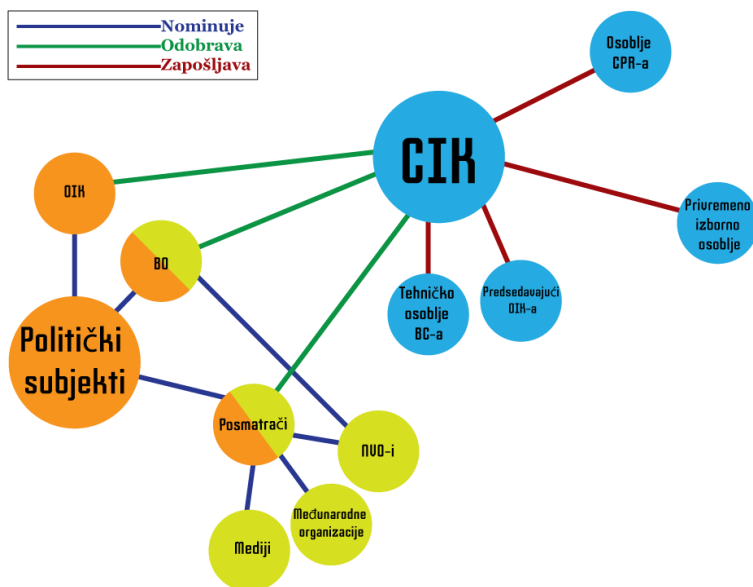 Nominuje
Odobrava
Zapošljava
Osoblje
CPR-a
CIK
OIK
Privremeno
izborno
osoblje
BO
Tehničko
osoblje
BC-a
Predsedavajući
OIK-a
Politički
subjekti
Posmatrači
NVO-i
Međunarodne
organizacije
Mediji